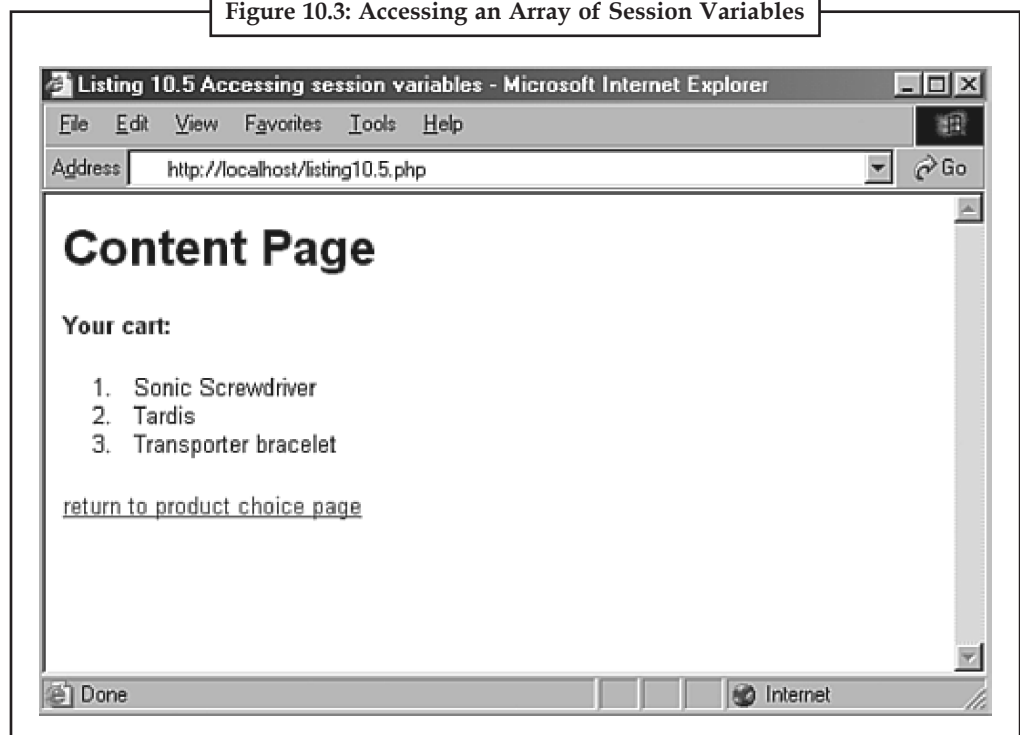 Figure 10.3: Accessing an Array of Session Variables
Listing 10.5 Accessing session variables - Microsoft Internet Explorer
File Edit View Favorites Tools Help
Address http://localhost/listing10.5.php Go
Content Page
Your cart:
1. Sonic Screwdriver
2. Tardis
3. Transporter bracelet
return to product choice page
Done Internet